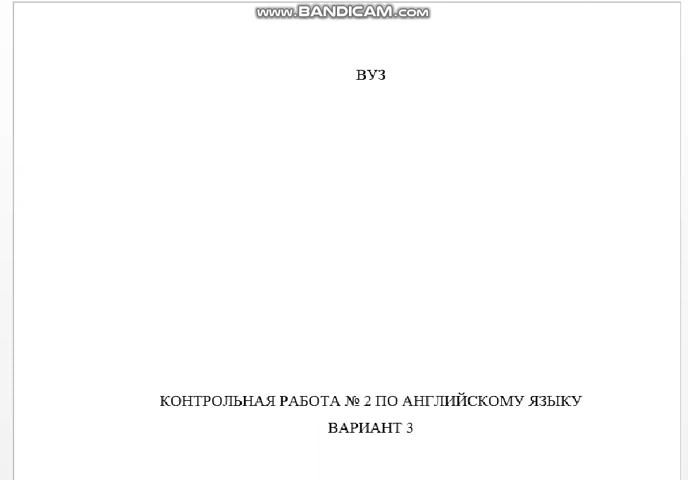 www.BANDICAM.com
ВУЗ
КОНТРОЛЬНАЯ РАБОТА № 2 ПО АНГЛИЙСКОМУ ЯЗЫКУ
ВАРИАНТ 3